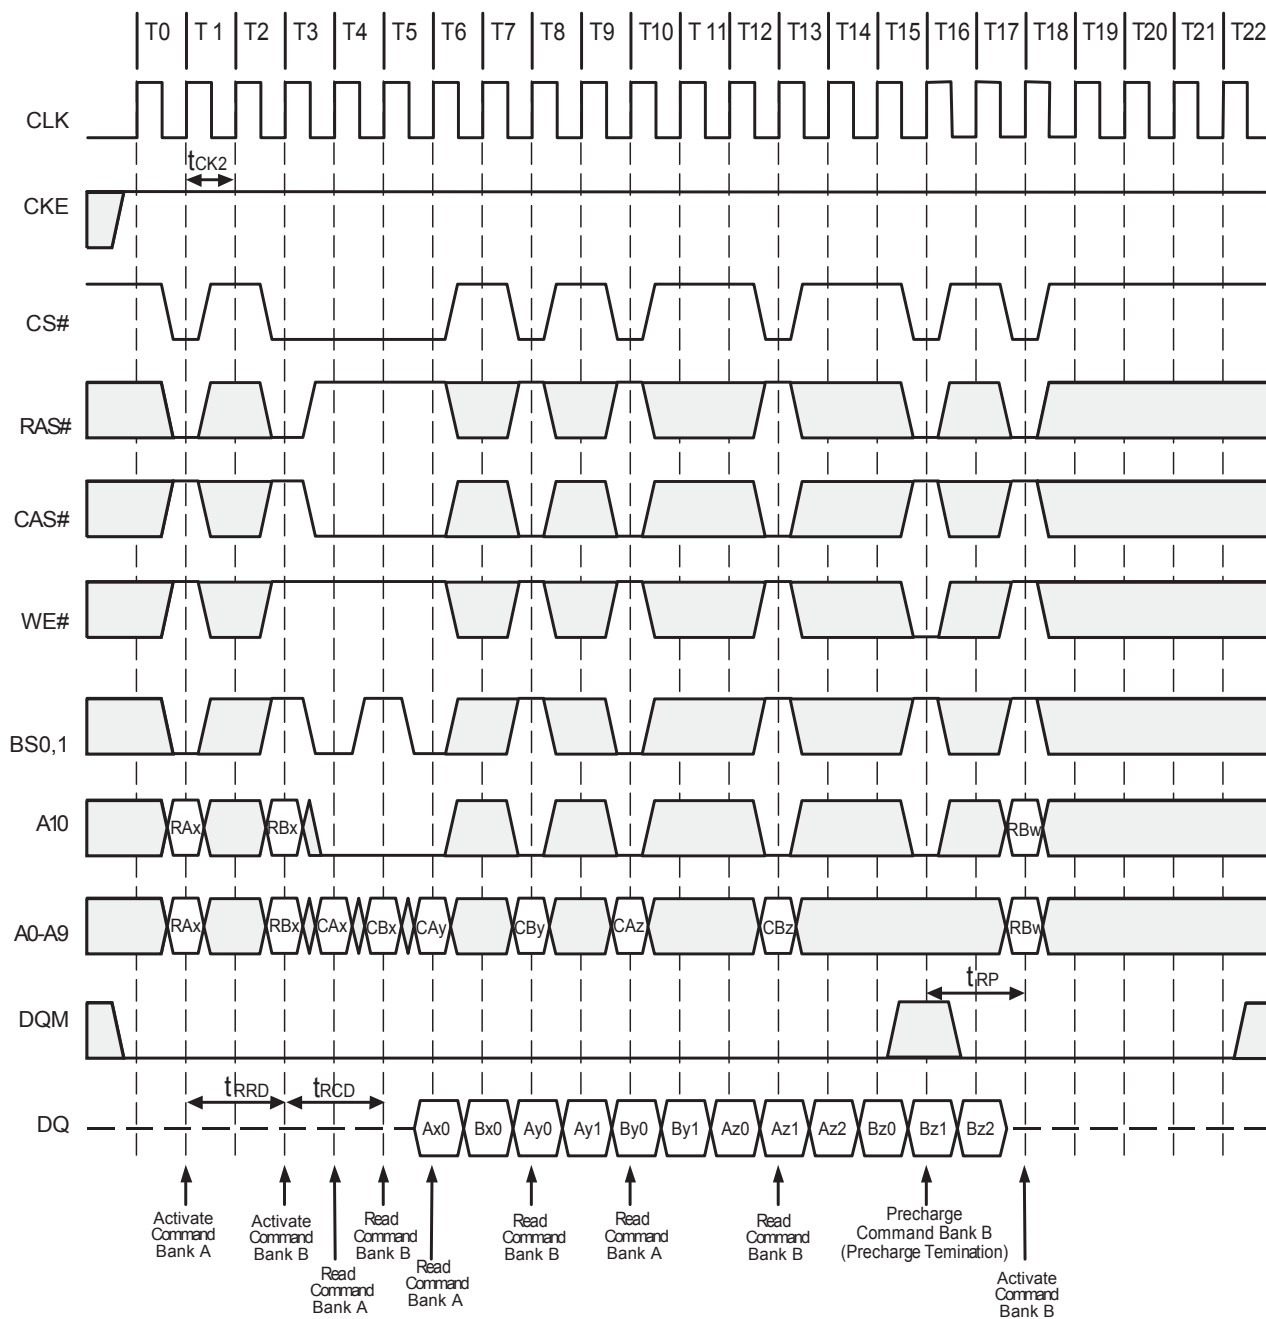 T0 T 1 T2 T3 T4 T5 T6 T7 T8 T9 T10 T 11 T12 T13 T14 T15 T16 T17 T18 T19 T20 T21 T22
CLK
tCK2
CKE
CS#
RAS#
CAS#
WE#
BS0,1
A10
RAx RBx RBw
A0-A9
RAx RBx CAx CBx CAy CBy CAz CBz RBw
tRP
DQM
tRRD tRCD
DQ
Ax0 Bx0 Ay0 Ay1 By0 By1 Az0 Az1 Az2 Bz0 Bz1 Bz2
Activate
Command
Bank A
Activate
Command
Bank B
Read
Command
Bank A
Read
Command
Bank B
Read
Command
Bank A
Read
Command
Bank B
Read
Command
Bank A
Read
Command
Bank B
Precharge
Command Bank B
(Precharge Temination)
Activate
Command
Bank B